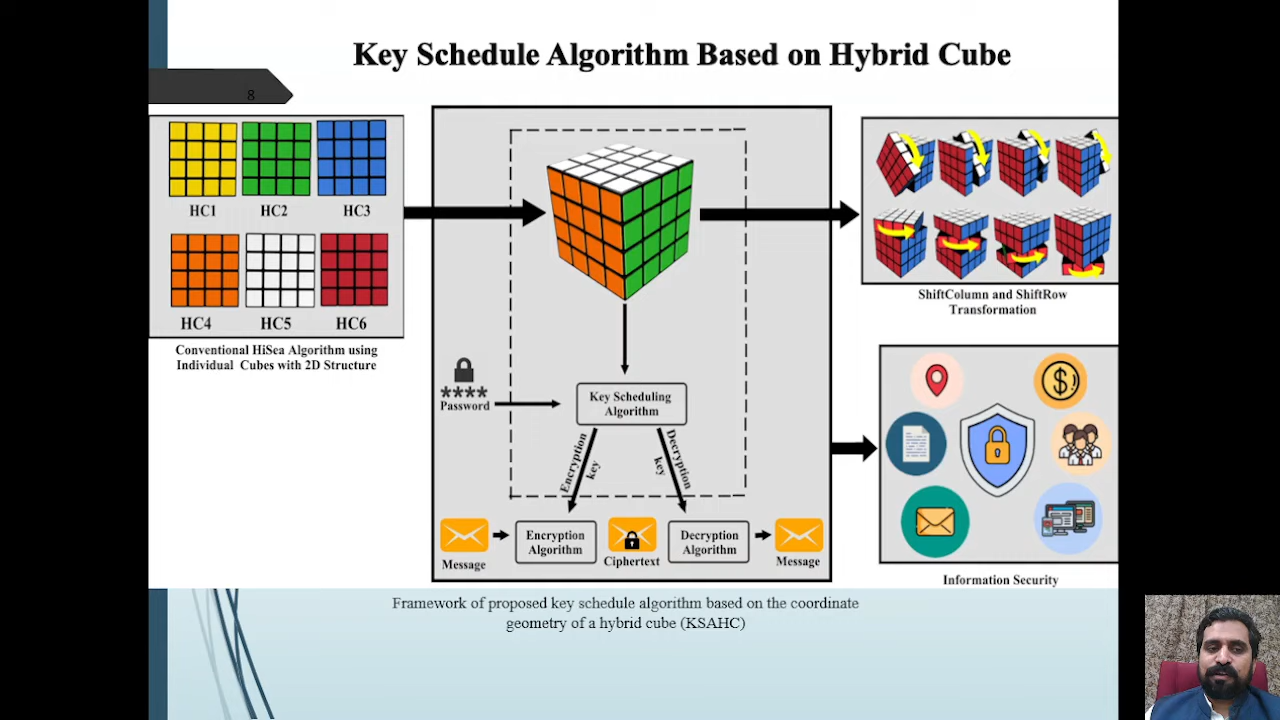 Key Schedule Algorithm Based on Hybrid Cube
8
HC1
HC2
HC3
HC4
HC5
HC6
Conventional HiSea Algorithm using
Individual Cubes with 2D Structure
****
Password
Key Scheduling
Algorithm
Encryption
key
Decryption
key
Message
Encryption
Algorithm
Ciphertext
Decryption
Algorithm
Message
ShiftColumn and ShiftRow
Transformation
$
Information Security
Framework of proposed key schedule algorithm based on the coordinate
geometry of a hybrid cube (KSAHC)